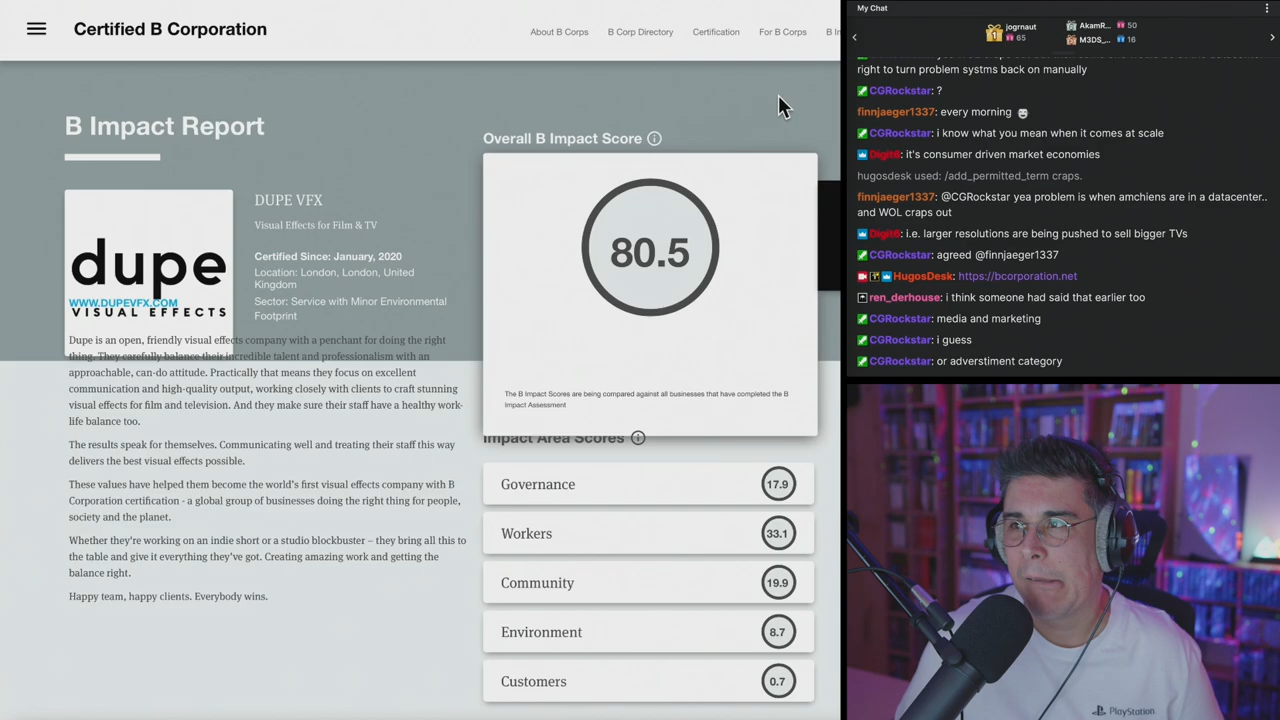 Certified B Corporation
About B Corps
B Corp Directory
Certification
For B Corps
B Impact Report
dupe
VISUAL EFFECTS
WWW.DUPEVFX.COM
DUPE VFX
Visual Effects for Film & TV
Certified Since: January, 2020
Location: London, London, United
Kingdom
Sector: Service with Minor Environmental
Footprint
Dupe is an open, friendly visual effects company with a penchant for doing the right
thing. They carefully balance their incredible talent and professionalism with an
approachable, can-do attitude. Practically that means they focus on excellent
communication and high-quality output, working closely with clients to craft stunning
visual effects for film and television. And they make sure their staff have a healthy work-
life balance too.
The results speak for themselves. Communicating well and treating their staff this way
delivers the best visual effects possible.
These values have helped them become the world's first visual effects company with B
Corporation certification - a global group of businesses doing the right thing for people,
society and the planet.
Whether they're working on an indie short or a studio blockbuster – they bring all this to
the table and give it everything they've got. Creating amazing work and getting the
balance right.
Happy team, happy clients. Everybody wins.
Overall B Impact Score
80.5
The B Impact Scores are being compared against all businesses that have completed the B
Impact Assessment
Impact Area Scores
Governance 17.9
Workers 33.1
Community 19.9
Environment 8.7
Customers 0.7
My Chat
jogrnaut
65
AkamR... 50
M3DS_... 16
right to turn problem systms back on manually
CGRockstar: ?
finnjaeger1337: every morning
CGRockstar: i know what you mean when it comes at scale
Digit6: it's consumer driven market economies
hugosdesk used: /add_permitted_term craps.
finnjaeger1337: @CGRockstar yea problem is when amchiens are in a datacenter..
and WOL craps out
Digit6: i.e. larger resolutions are being pushed to sell bigger TVs
CGRockstar: agreed @finnjaeger1337
HugosDesk: https://bcorporation.net
ren_derhouse: i think someone had said that earlier too
CGRockstar: media and marketing
CGRockstar: i guess
CGRockstar: or adverstiment category
PlayStation